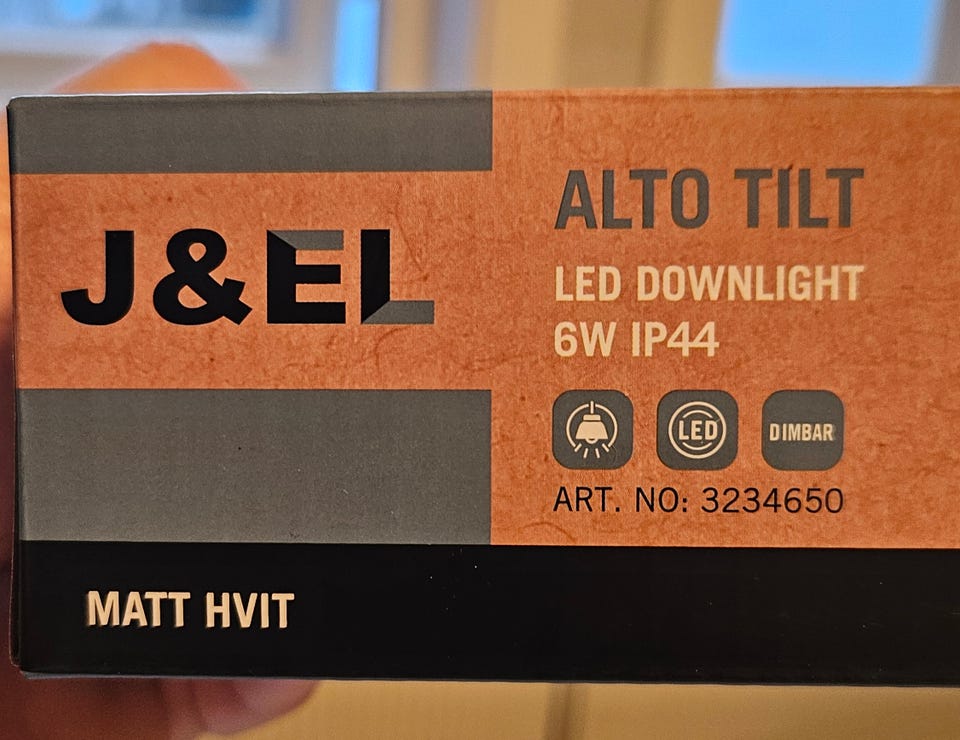 J&EL
ALTO TILT
LED DOWNLIGHT
6W IP44
LED
DIMBAR
ART. NO: 3234650
MATT HVIT